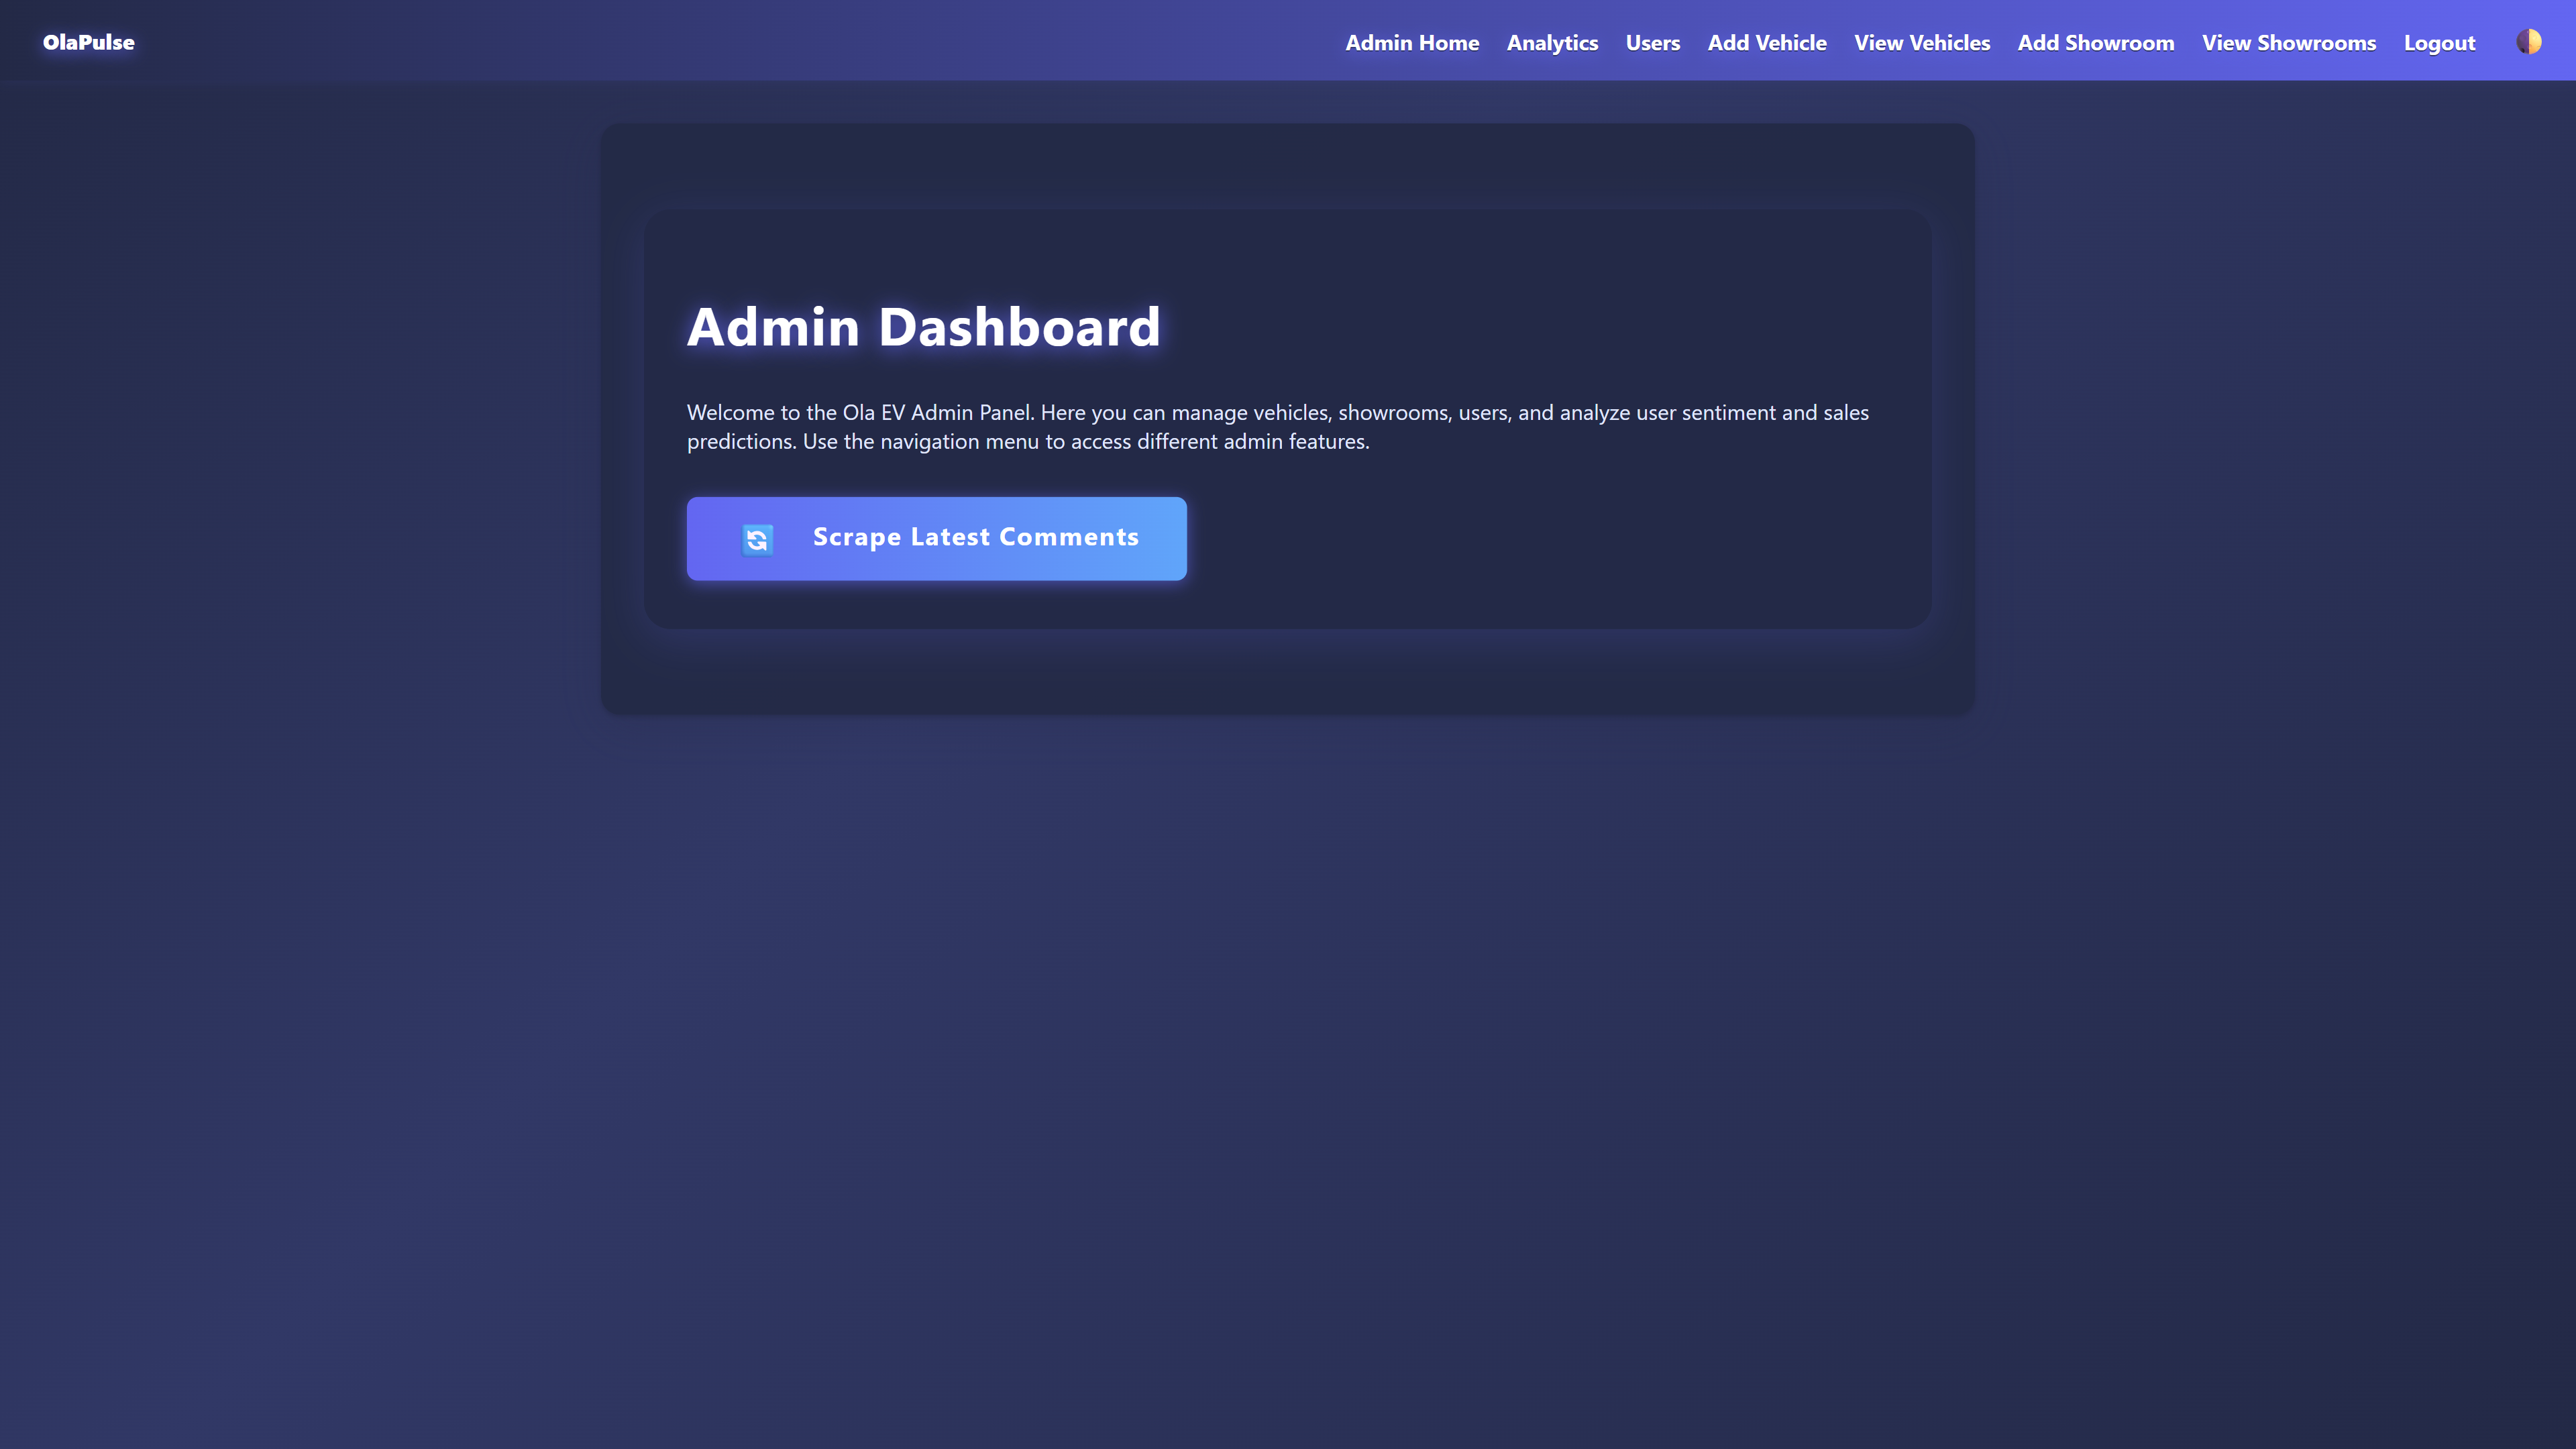 OlaPulse
Admin Home Analytics Users Add Vehicle View Vehicles Add Showroom View Showrooms Logout
Admin Dashboard
Welcome to the Ola EV Admin Panel. Here you can manage vehicles, showrooms, users, and analyze user sentiment and sales
predictions. Use the navigation menu to access different admin features.
Scrape Latest Comments